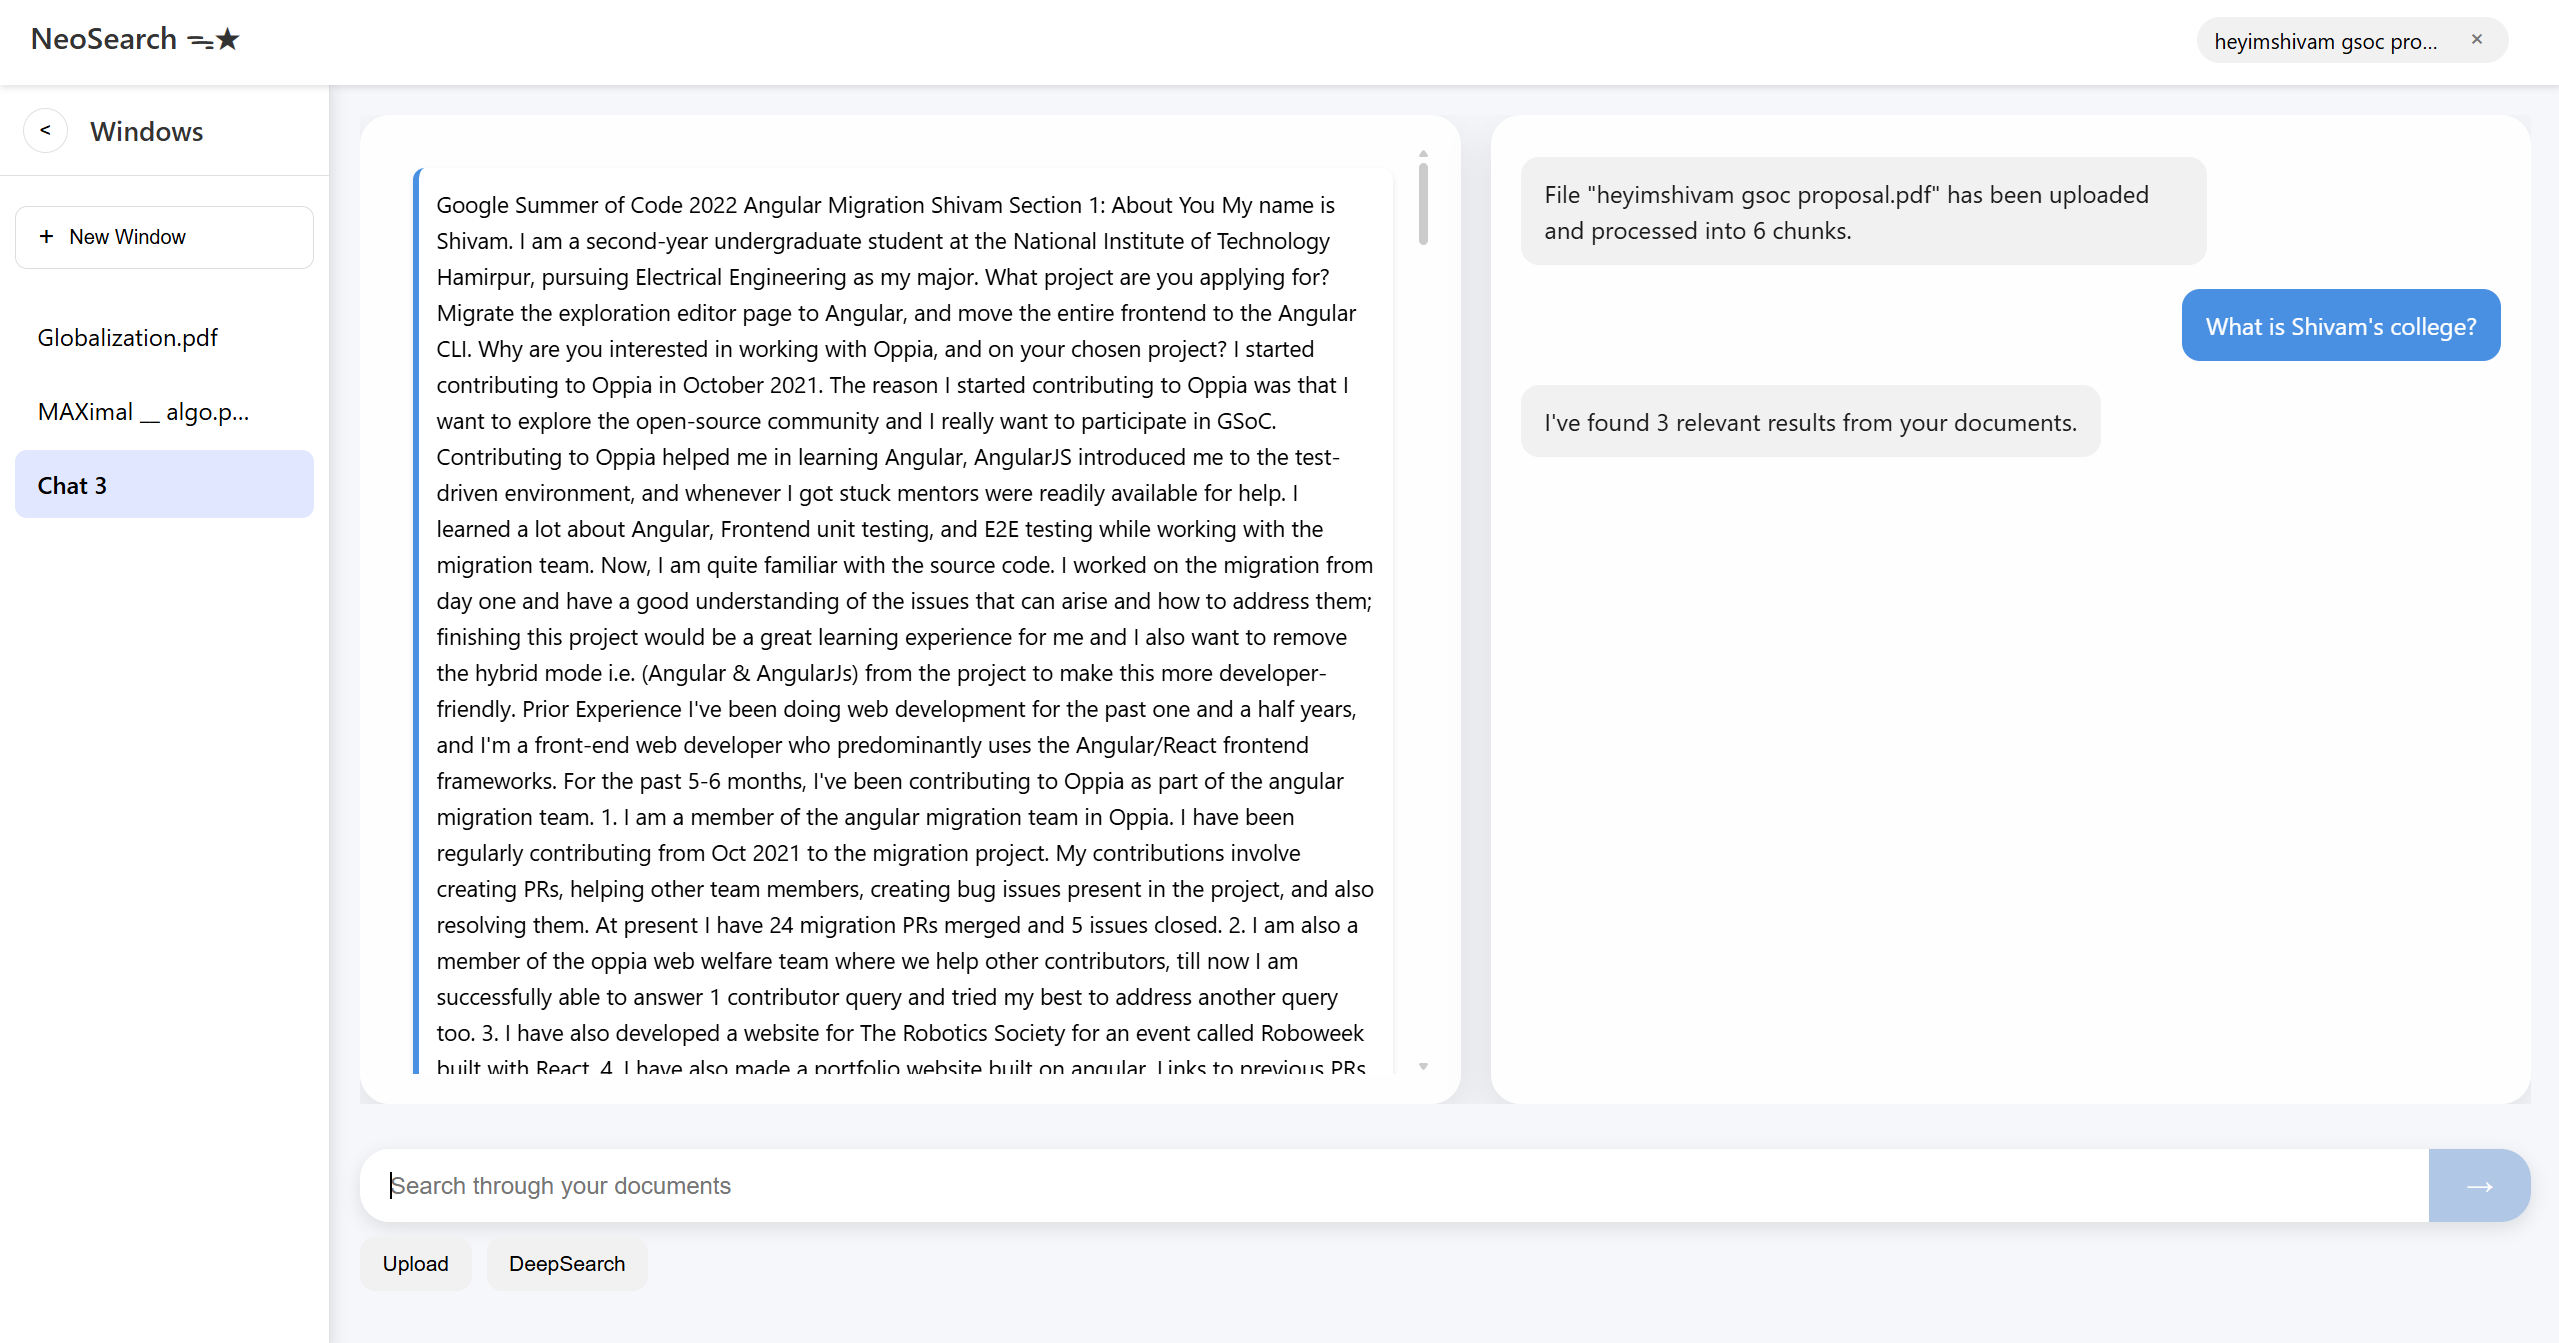 NeoSearch
heyimshivam gsoc pro... ×
< Windows
+ New Window
Globalization.pdf
MAXimal __ algo.p...
Chat 3
Google Summer of Code 2022 Angular Migration Shivam Section 1: About You My name is
Shivam. I am a second-year undergraduate student at the National Institute of Technology
Hamirpur, pursuing Electrical Engineering as my major. What project are you applying for?
Migrate the exploration editor page to Angular, and move the entire frontend to the Angular
CLI. Why are you interested in working with Oppia, and on your chosen project? I started
contributing to Oppia in October 2021. The reason I started contributing to Oppia was that I
want to explore the open-source community and I really want to participate in GSoC.
Contributing to Oppia helped me in learning Angular, AngularJS introduced me to the test-
driven environment, and whenever I got stuck mentors were readily available for help. I
learned a lot about Angular, Frontend unit testing, and E2E testing while working with the
migration team. Now, I am quite familiar with the source code. I worked on the migration from
day one and have a good understanding of the issues that can arise and how to address them;
finishing this project would be a great learning experience for me and I also want to remove
the hybrid mode i.e. (Angular & AngularJs) from the project to make this more developer-
friendly. Prior Experience I've been doing web development for the past one and a half years,
and I'm a front-end web developer who predominantly uses the Angular/React frontend
frameworks. For the past 5-6 months, I've been contributing to Oppia as part of the angular
migration team. 1. I am a member of the angular migration team in Oppia. I have been
regularly contributing from Oct 2021 to the migration project. My contributions involve
creating PRs, helping other team members, creating bug issues present in the project, and also
resolving them. At present I have 24 migration PRs merged and 5 issues closed. 2. I am also a
member of the oppia web welfare team where we help other contributors, till now I am
successfully able to answer 1 contributor query and tried my best to address another query
too. 3. I have also developed a website for The Robotics Society for an event called Roboweek
built with React. 4. I have also made a portfolio website built on angular. Links to previous PRs
File "heyimshivam gsoc proposal.pdf" has been uploaded
and processed into 6 chunks.
What is Shivam's college?
I've found 3 relevant results from your documents.
Search through your documents
→
Upload
DeepSearch